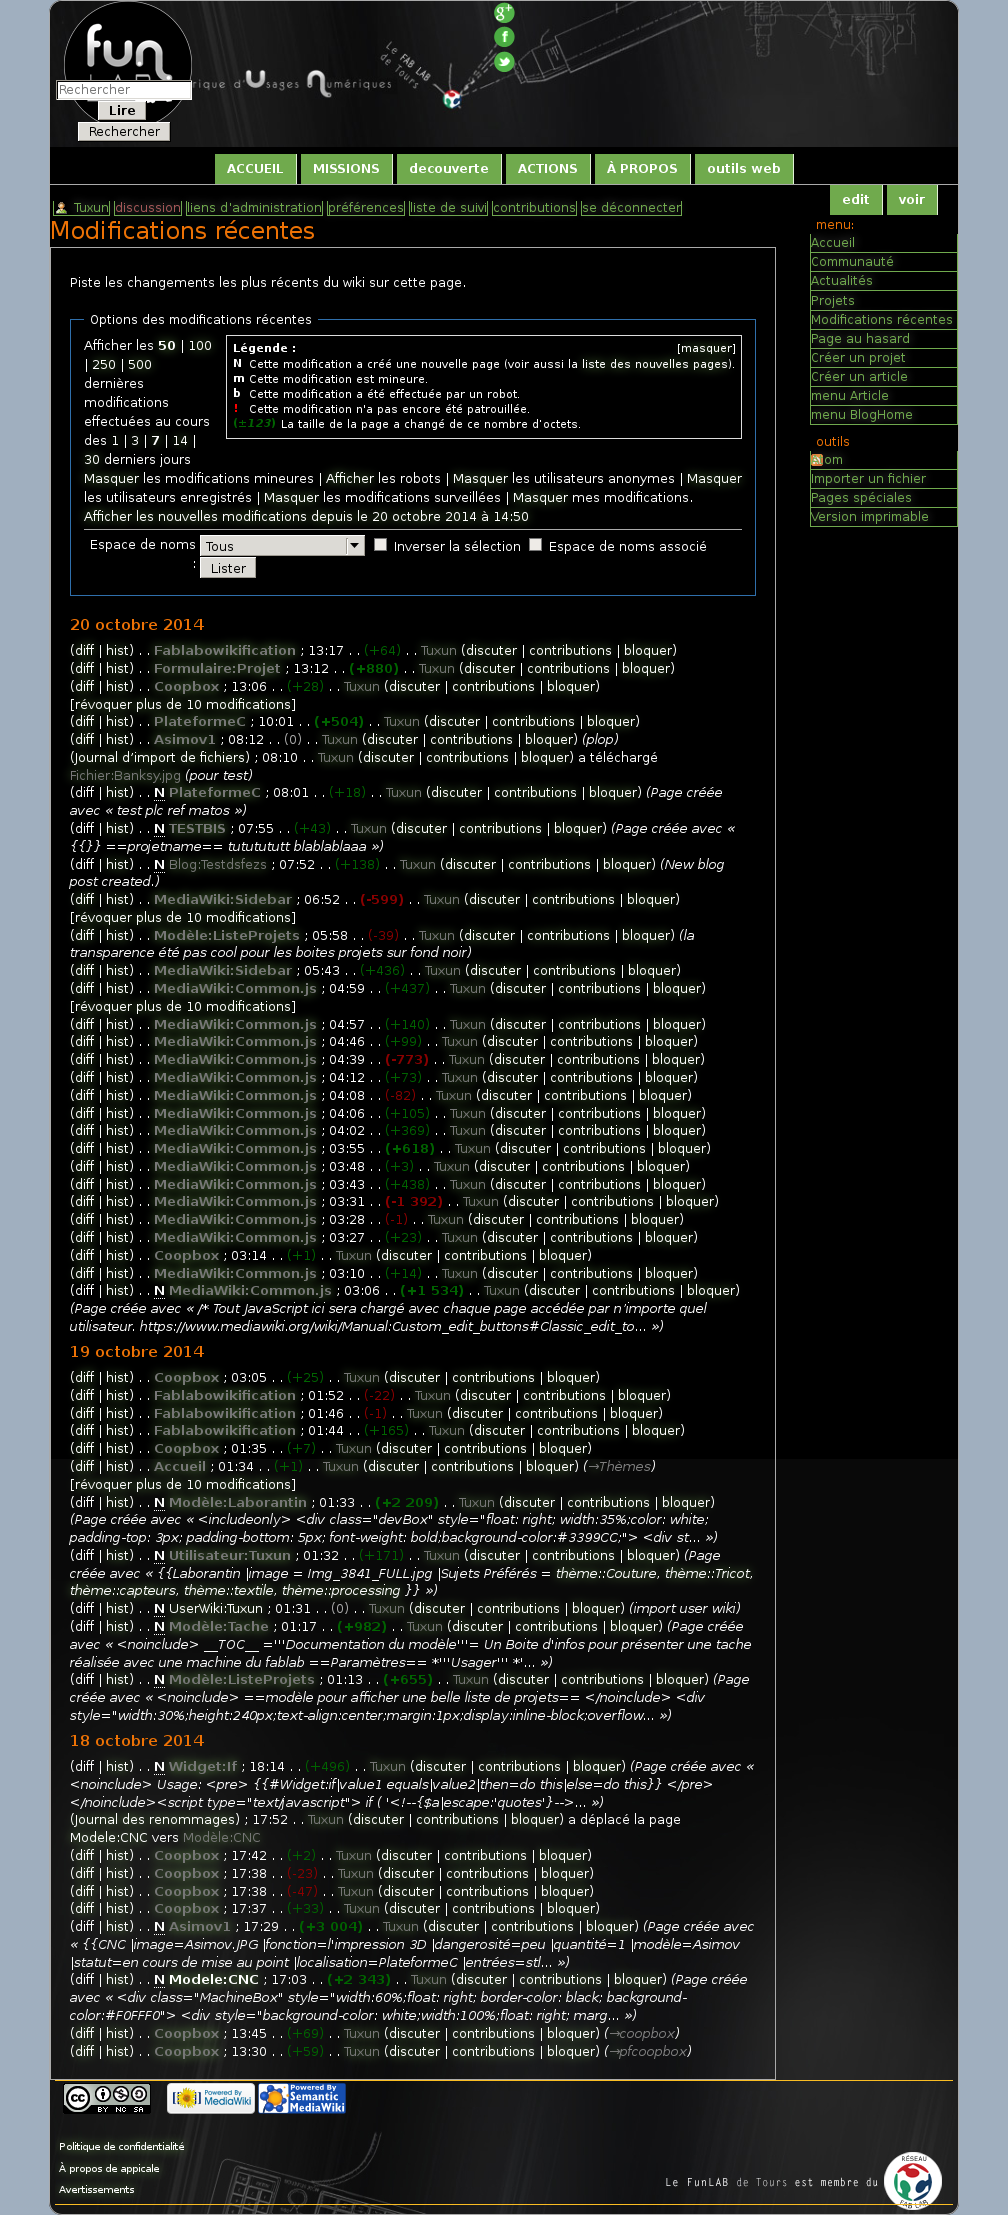 fun
LAB
rique d'Usages Numériques
Le FAB LAB
de Tours
g+
f
Rechercher
Lire
Rechercher
ACCUEIL MISSIONS decouverte ACTIONS À PROPOS outils web
edit voir
Tuxun discussion liens d'administration préférences liste de suivi contributions se déconnecter
Modifications récentes
menu:
Accueil
Communauté
Actualités
Projets
Modifications récentes
Page au hasard
Créer un projet
Créer un article
menu Article
menu BlogHome
outils
om
Importer un fichier
Pages spéciales
Version imprimable
Piste les changements les plus récents du wiki sur cette page.
Options des modifications récentes
Légende : [masquer]
N Cette modification a créé une nouvelle page (voir aussi la liste des nouvelles pages).
m Cette modification est mineure.
b Cette modification a été effectuée par un robot.
! Cette modification n'a pas encore été patrouillée.
(±123) La taille de la page a changé de ce nombre d'octets.
Afficher les 50 | 100
| 250 | 500
dernières
modifications
effectuées au cours
des 1 | 3 | 7 | 14 |
30 derniers jours
Masquer les modifications mineures | Afficher les robots | Masquer les utilisateurs anonymes | Masquer
les utilisateurs enregistrés | Masquer les modifications surveillées | Masquer mes modifications.
Afficher les nouvelles modifications depuis le 20 octobre 2014 à 14:50
Espace de noms Tous Inverser la sélection Espace de noms associé
: Lister
20 octobre 2014
(diff | hist) . . Fablabowikification ; 13:17 . . (+64) . . Tuxun (discuter | contributions | bloquer)
(diff | hist) . . Formulaire:Projet ; 13:12 . . (+880) . . Tuxun (discuter | contributions | bloquer)
(diff | hist) . . Coopbox ; 13:06 . . (+28) . . Tuxun (discuter | contributions | bloquer)
[révoquer plus de 10 modifications]
(diff | hist) . . PlateformeC ; 10:01 . . (+504) . . Tuxun (discuter | contributions | bloquer)
(diff | hist) . . Asimov1 ; 08:12 . . (0) . . Tuxun (discuter | contributions | bloquer) (plop)
(Journal d'import de fichiers) ; 08:10 . . Tuxun (discuter | contributions | bloquer) a téléchargé
Fichier:Banksy.jpg (pour test)
(diff | hist) . . N PlateformeC ; 08:01 . . (+18) . . Tuxun (discuter | contributions | bloquer) (Page créée
avec « test plc ref matos »)
(diff | hist) . . N TESTBIS ; 07:55 . . (+43) . . Tuxun (discuter | contributions | bloquer) (Page créée avec «
{{}} ==projetname== tututututt blablablaaa »)
(diff | hist) . . N Blog:Testdsfezs ; 07:52 . . (+138) . . Tuxun (discuter | contributions | bloquer) (New blog
post created.)
(diff | hist) . . MediaWiki:Sidebar ; 06:52 . . (-599) . . Tuxun (discuter | contributions | bloquer)
[révoquer plus de 10 modifications]
(diff | hist) . . Modèle:ListeProjets ; 05:58 . . (-39) . . Tuxun (discuter | contributions | bloquer) (la
transparence été pas cool pour les boites projets sur fond noir)
(diff | hist) . . MediaWiki:Sidebar ; 05:43 . . (+436) . . Tuxun (discuter | contributions | bloquer)
(diff | hist) . . MediaWiki:Common.js ; 04:59 . . (+437) . . Tuxun (discuter | contributions | bloquer)
[révoquer plus de 10 modifications]
(diff | hist) . . MediaWiki:Common.js ; 04:57 . . (+140) . . Tuxun (discuter | contributions | bloquer)
(diff | hist) . . MediaWiki:Common.js ; 04:46 . . (+99) . . Tuxun (discuter | contributions | bloquer)
(diff | hist) . . MediaWiki:Common.js ; 04:39 . . (-773) . . Tuxun (discuter | contributions | bloquer)
(diff | hist) . . MediaWiki:Common.js ; 04:12 . . (+73) . . Tuxun (discuter | contributions | bloquer)
(diff | hist) . . MediaWiki:Common.js ; 04:08 . . (-82) . . Tuxun (discuter | contributions | bloquer)
(diff | hist) . . MediaWiki:Common.js ; 04:06 . . (+105) . . Tuxun (discuter | contributions | bloquer)
(diff | hist) . . MediaWiki:Common.js ; 04:02 . . (+369) . . Tuxun (discuter | contributions | bloquer)
(diff | hist) . . MediaWiki:Common.js ; 03:55 . . (+618) . . Tuxun (discuter | contributions | bloquer)
(diff | hist) . . MediaWiki:Common.js ; 03:48 . . (+3) . . Tuxun (discuter | contributions | bloquer)
(diff | hist) . . MediaWiki:Common.js ; 03:43 . . (+438) . . Tuxun (discuter | contributions | bloquer)
(diff | hist) . . MediaWiki:Common.js ; 03:31 . . (-1 392) . . Tuxun (discuter | contributions | bloquer)
(diff | hist) . . MediaWiki:Common.js ; 03:28 . . (-1) . . Tuxun (discuter | contributions | bloquer)
(diff | hist) . . MediaWiki:Common.js ; 03:27 . . (+23) . . Tuxun (discuter | contributions | bloquer)
(diff | hist) . . Coopbox ; 03:14 . . (+1) . . Tuxun (discuter | contributions | bloquer)
(diff | hist) . . MediaWiki:Common.js ; 03:10 . . (+14) . . Tuxun (discuter | contributions | bloquer)
(diff | hist) . . N MediaWiki:Common.js ; 03:06 . . (+1 534) . . Tuxun (discuter | contributions | bloquer)
(Page créée avec « /* Tout JavaScript ici sera chargé avec chaque page accédée par n'importe quel
utilisateur. https://www.mediawiki.org/wiki/Manual:Custom_edit_buttons#Classic_edit_to... »)
19 octobre 2014
(diff | hist) . . Coopbox ; 03:05 . . (+25) . . Tuxun (discuter | contributions | bloquer)
(diff | hist) . . Fablabowikification ; 01:52 . . (-22) . . Tuxun (discuter | contributions | bloquer)
(diff | hist) . . Fablabowikification ; 01:46 . . (-1) . . Tuxun (discuter | contributions | bloquer)
(diff | hist) . . Fablabowikification ; 01:44 . . (+165) . . Tuxun (discuter | contributions | bloquer)
(diff | hist) . . Coopbox ; 01:35 . . (+7) . . Tuxun (discuter | contributions | bloquer)
(diff | hist) . . Accueil ; 01:34 . . (+1) . . Tuxun (discuter | contributions | bloquer) (→Thèmes)
[révoquer plus de 10 modifications]
(diff | hist) . . N Modèle:Laborantin ; 01:33 . . (+2 209) . . Tuxun (discuter | contributions | bloquer)
(Page créée avec « <includeonly> <div class="devBox" style="float: right; width:35%;color: white;
padding-top: 3px; padding-bottom: 5px; font-weight: bold;background-color:#3399CC;"> <div st... »)
(diff | hist) . . N Utilisateur:Tuxun ; 01:32 . . (+171) . . Tuxun (discuter | contributions | bloquer) (Page
créée avec « {{Laborantin |image = Img_3841_FULL.jpg |Sujets Préférés = thème::Couture, thème::Tricot,
thème::capteurs, thème::textile, thème::processing }} »)
(diff | hist) . . N UserWiki:Tuxun ; 01:31 . . (0) . . Tuxun (discuter | contributions | bloquer) (import user wiki)
(diff | hist) . . N Modèle:Tache ; 01:17 . . (+982) . . Tuxun (discuter | contributions | bloquer) (Page créée
avec « <noinclude> __TOC__ ='''Documentation du modèle'''= Un Boite d'infos pour présenter une tache
réalisée avec une machine du fablab ==Paramètres== *'''Usager''' *'... »)
(diff | hist) . . N Modèle:ListeProjets ; 01:13 . . (+655) . . Tuxun (discuter | contributions | bloquer) (Page
créée avec « <noinclude> ==modèle pour afficher une belle liste de projets== </noinclude> <div
style="width:30%;height:240px;text-align:center;margin:1px;display:inline-block;overflow... »)
18 octobre 2014
(diff | hist) . . N Widget:If ; 18:14 . . (+496) . . Tuxun (discuter | contributions | bloquer) (Page créée avec «
<noinclude> Usage: <pre> {{#Widget:if|value1 equals|value2|then=do this|else=do this}} </pre>
</noinclude><script type="text/javascript"> if ( '<!--{$a|escape:'quotes'}-->... »)
(Journal des renommages) ; 17:52 . . Tuxun (discuter | contributions | bloquer) a déplacé la page
Modele:CNC vers Modèle:CNC
(diff | hist) . . Coopbox ; 17:42 . . (+2) . . Tuxun (discuter | contributions | bloquer)
(diff | hist) . . Coopbox ; 17:38 . . (-23) . . Tuxun (discuter | contributions | bloquer)
(diff | hist) . . Coopbox ; 17:38 . . (-47) . . Tuxun (discuter | contributions | bloquer)
(diff | hist) . . Coopbox ; 17:37 . . (+33) . . Tuxun (discuter | contributions | bloquer)
(diff | hist) . . N Asimov1 ; 17:29 . . (+3 004) . . Tuxun (discuter | contributions | bloquer) (Page créée avec
« {{CNC |image=Asimov.JPG |fonction=l'impression 3D |dangerosité=peu |quantité=1 |modèle=Asimov
|statut=en cours de mise au point |localisation=PlateformeC |entrées=stl... »)
(diff | hist) . . N Modele:CNC ; 17:03 . . (+2 343) . . Tuxun (discuter | contributions | bloquer) (Page créée
avec « <div class="MachineBox" style="width:60%;float: right; border-color: black; background-
color:#F0FFF0"> <div style="background-color: white;width:100%;float: right; marg... »)
(diff | hist) . . Coopbox ; 13:45 . . (+69) . . Tuxun (discuter | contributions | bloquer) (→coopbox)
(diff | hist) . . Coopbox ; 13:30 . . (+59) . . Tuxun (discuter | contributions | bloquer) (→pfcoopbox)
cc BY NC SA
Powered By MediaWiki
Powered By Semantic MediaWiki
Politique de confidentialité
À propos de appicale
Avertissements
Le FunLAB de Tours est membre du
RÉSEAU
FAB LAB